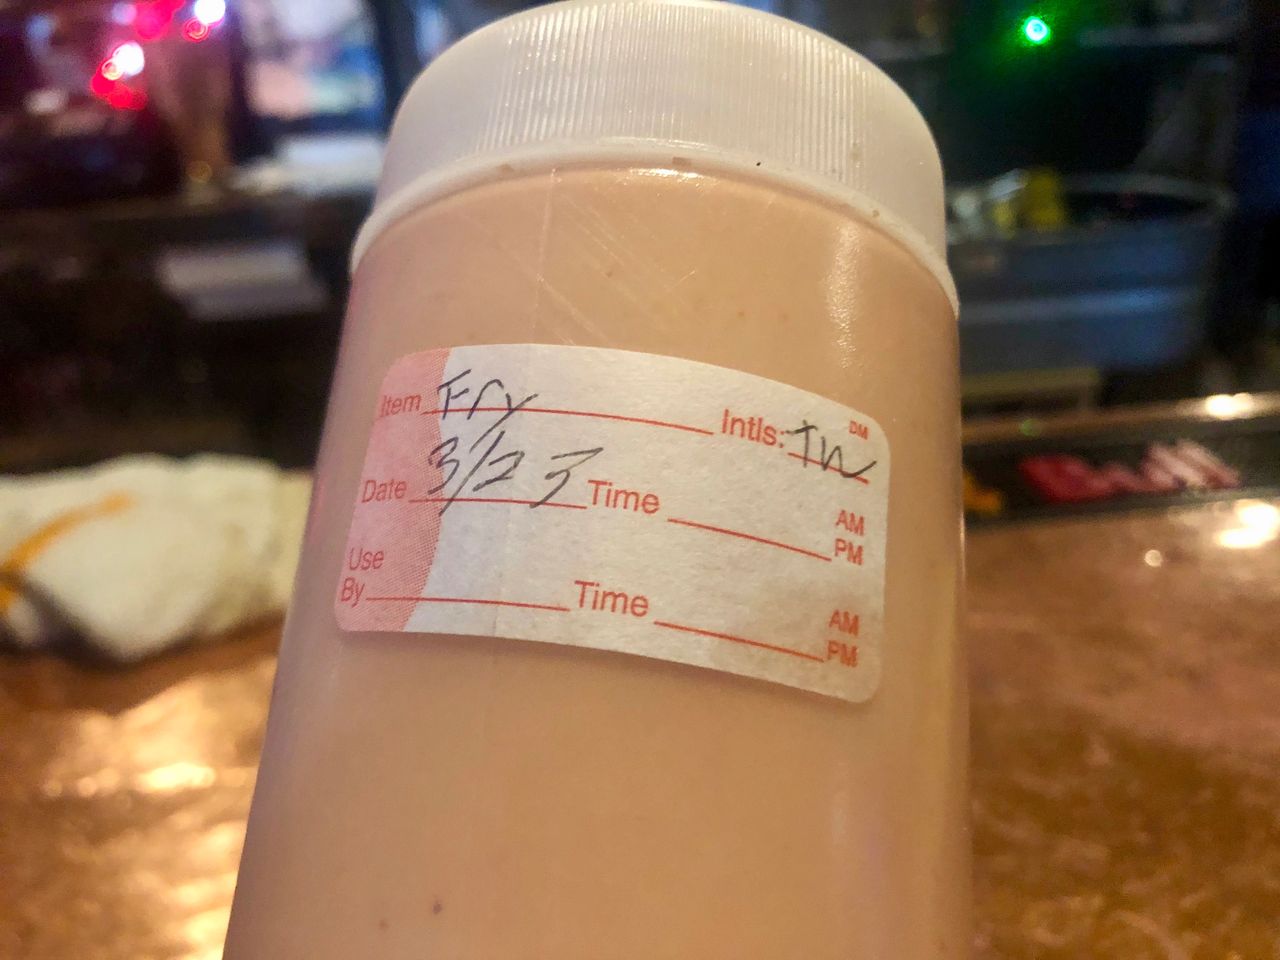 Item Fry Intls: TW DM
Date 3/23 Time AM PM
Use By Time AM PM